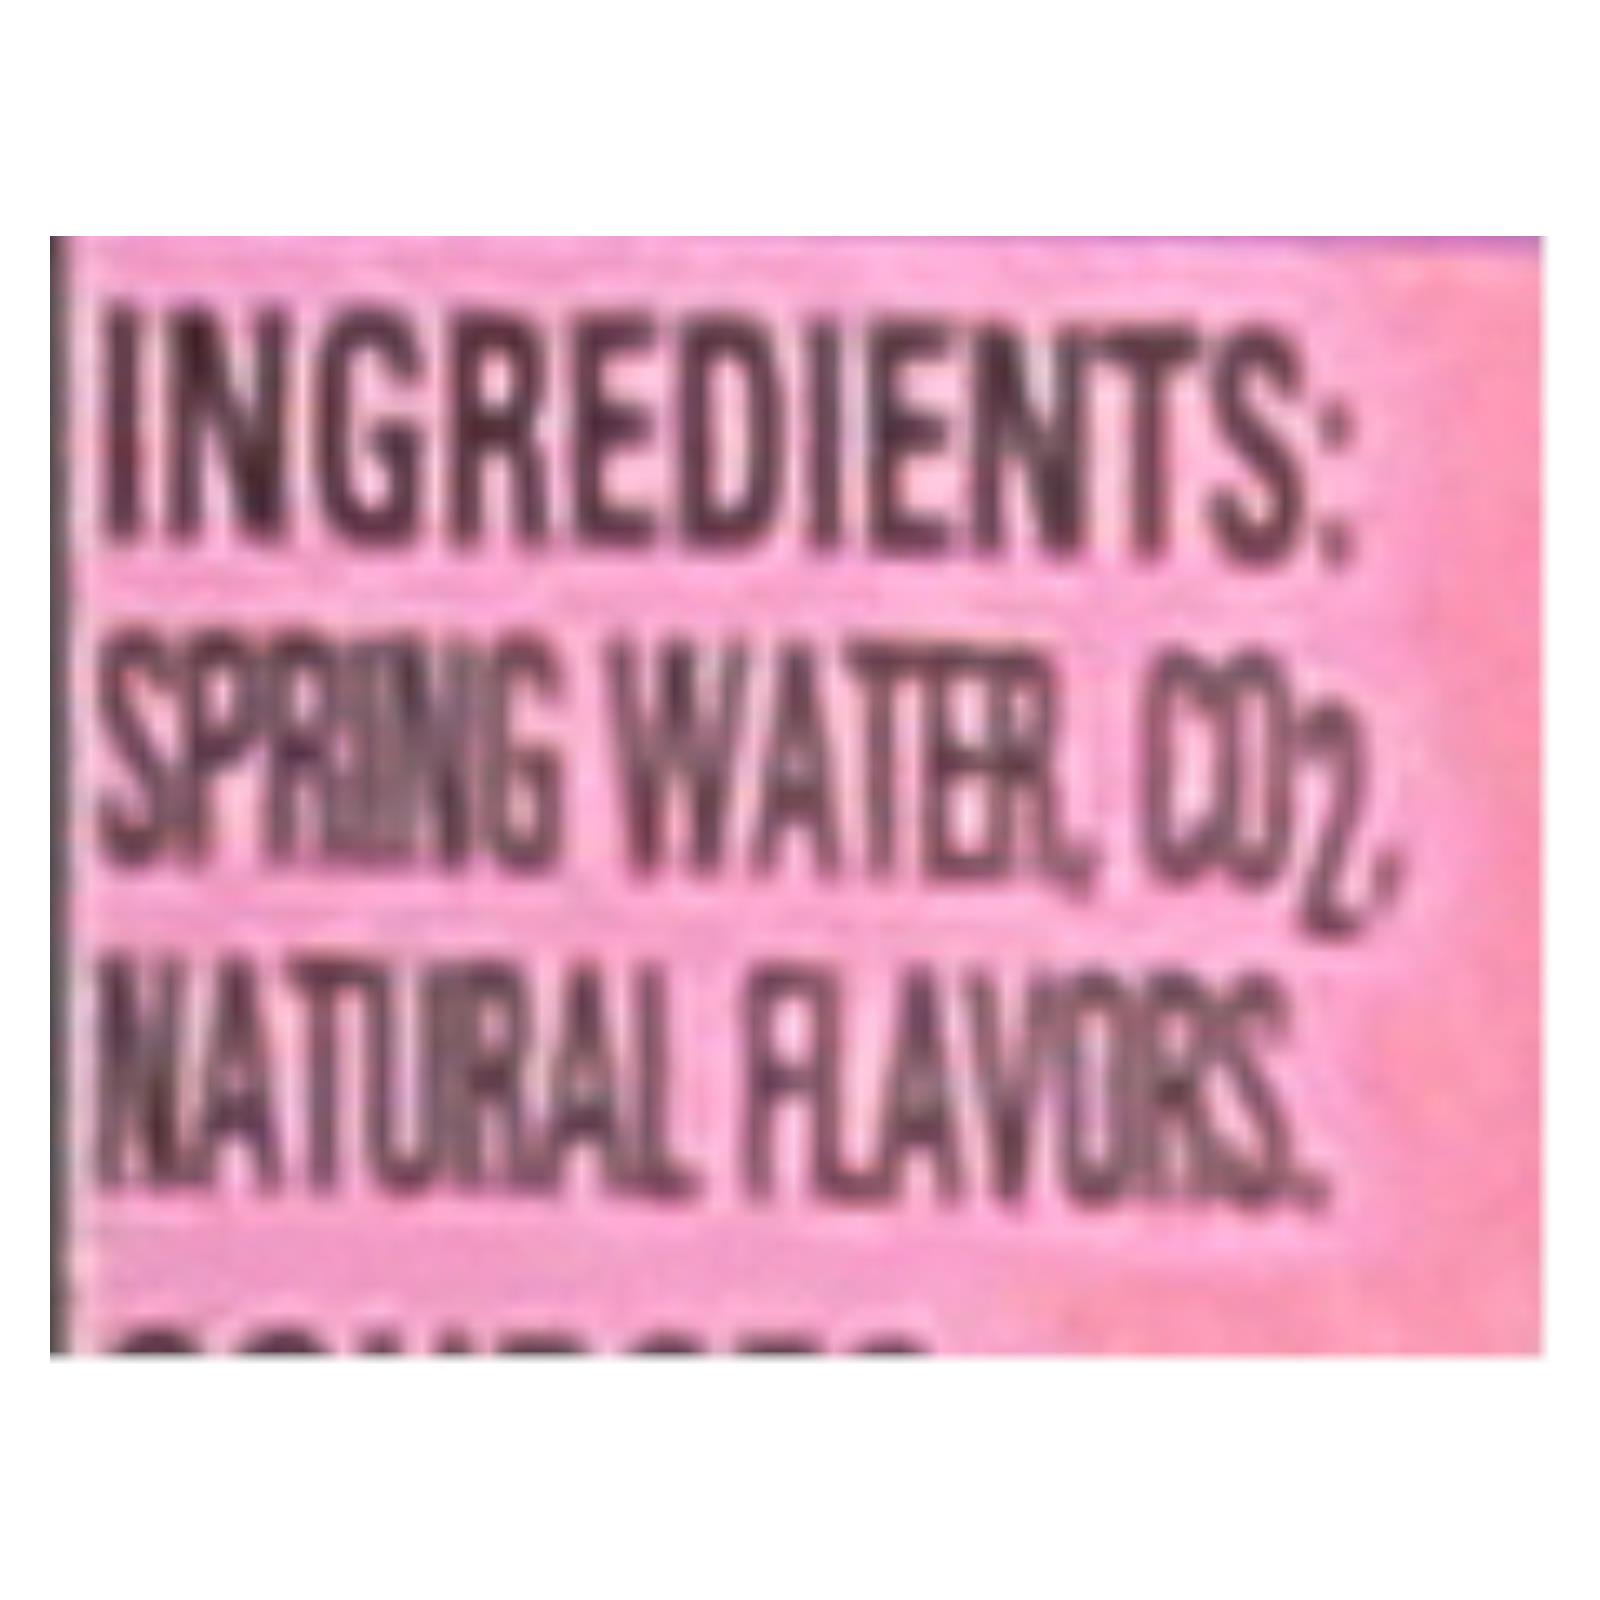 INGREDIENTS:
SPRING WATER, CO2,
NATURAL FLAVORS.